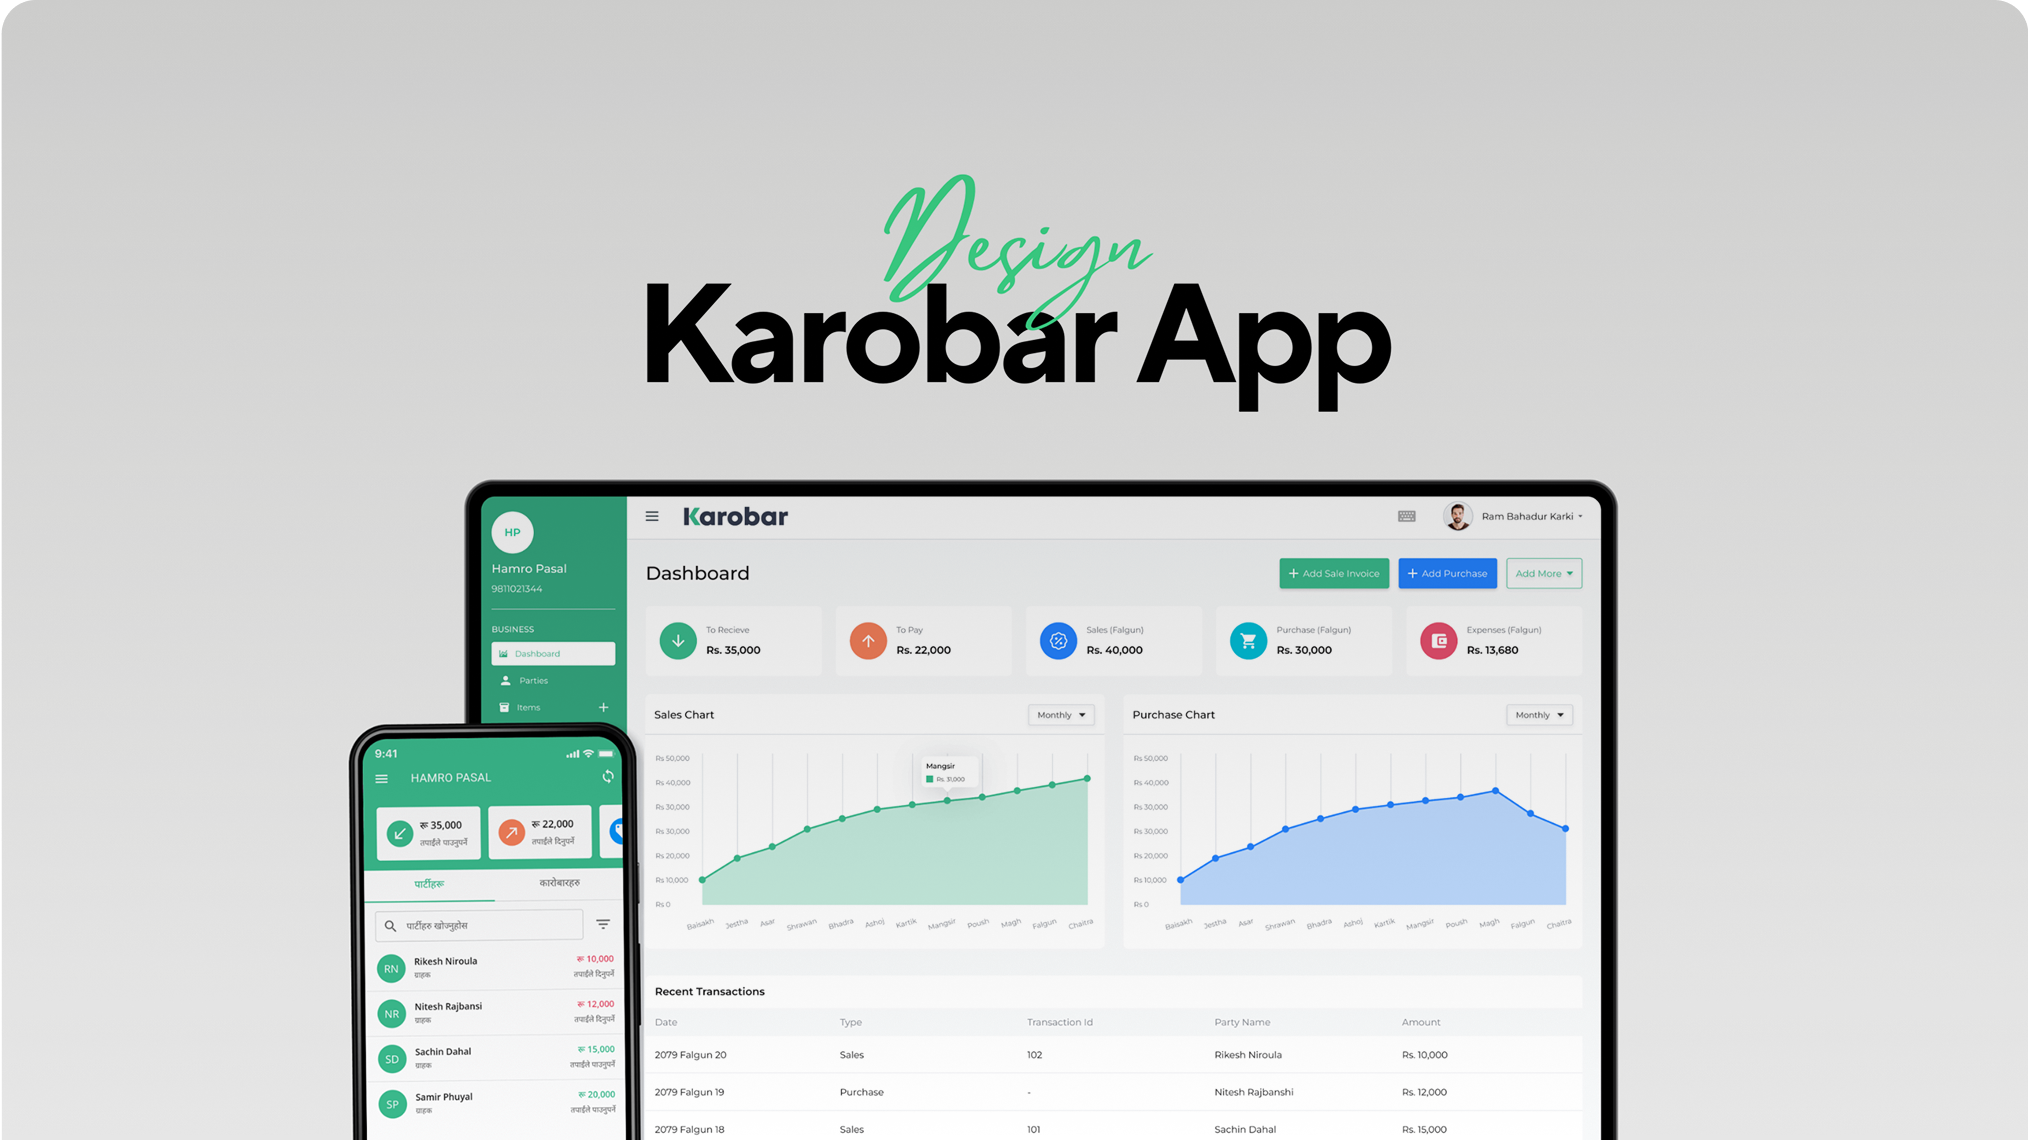 Design
Karobar App
HP
Hamro Pasal
9811021344
BUSINESS
Dashboard
Parties
Items +
Karobar
Ram Bahadur Karki
Dashboard
+ Add Sale Invoice
+ Add Purchase
Add More
To Recieve
Rs. 35,000
To Pay
Rs. 22,000
Sales (Falgun)
Rs. 40,000
Purchase (Falgun)
Rs. 30,000
Expenses (Falgun)
Rs. 13,680
Sales Chart
Monthly
Rs 50,000
Rs 40,000
Rs 30,000
Rs 30,000
Rs 20,000
Rs 10,000
Rs 0
Mangsir
Rs. 31,000
Baisakh Jestha Asar Shrawan Bhadra Ashoj Kartik Mangsir Poush Magh Falgun Chaitra
Purchase Chart
Monthly
Rs 50,000
Rs 40,000
Rs 30,000
Rs 30,000
Rs 20,000
Rs 10,000
Rs 0
Baisakh Jestha Asar Shrawan Bhadra Ashoj Kartik Mangsir Poush Magh Falgun Chaitra
Recent Transactions
Date Type Transaction Id Party Name Amount
2079 Falgun 20 Sales 102 Rikesh Niroula Rs. 10,000
2079 Falgun 19 Purchase - Nitesh Rajbanshi Rs. 12,000
2079 Falgun 18 Sales 101 Sachin Dahal Rs. 15,000
9:41
HAMRO PASAL
रू 35,000
तपाईंले पाउनुपर्ने
रू 22,000
तपाईंले दिनुपर्ने
पार्टीहरू
कारोबारहरु
पार्टीहरु खोज्नुहोस
RN
Rikesh Niroula
ग्राहक
रू 10,000
तपाईंले दिनुपर्ने
NR
Nitesh Rajbansi
ग्राहक
रू 12,000
तपाईंले दिनुपर्ने
SD
Sachin Dahal
ग्राहक
रू 15,000
तपाईंले पाउनुपर्ने
SP
Samir Phuyal
ग्राहक
रू 20,000
तपाईंले पाउनुपर्ने